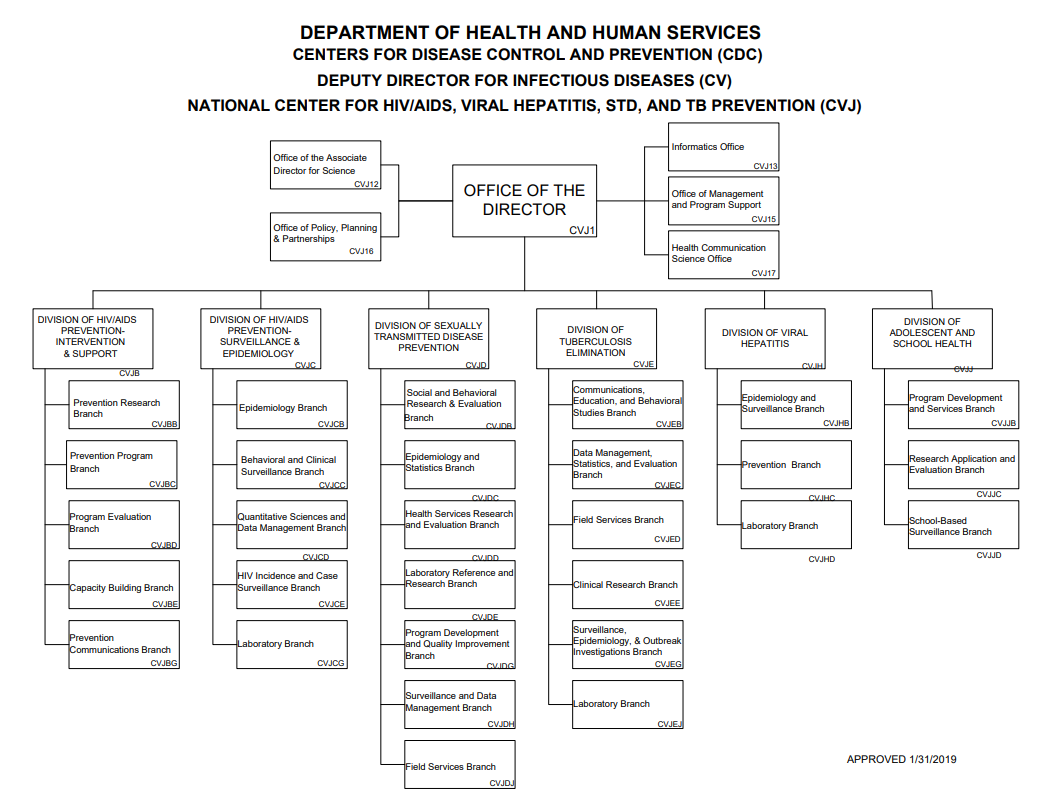 DEPARTMENT OF HEALTH AND HUMAN SERVICES
CENTERS FOR DISEASE CONTROL AND PREVENTION (CDC)
DEPUTY DIRECTOR FOR INFECTIOUS DISEASES (CV)
NATIONAL CENTER FOR HIV/AIDS, VIRAL HEPATITIS, STD, AND TB PREVENTION (CVJ)
Office of the Associate
Director for Science
CVJ12
Office of Policy, Planning
& Partnerships
CVJ16
OFFICE OF THE
DIRECTOR
CVJ1
Informatics Office
CVJ13
Office of Management
and Program Support
CVJ15
Health Communication
Science Office
CVJ17
DIVISION OF HIV/AIDS
PREVENTION-
INTERVENTION
& SUPPORT
CVJB
Prevention Research
Branch
CVJBB
Prevention Program
Branch
CVJBC
Program Evaluation
Branch
CVJBD
Capacity Building Branch
CVJBE
Prevention
Communications Branch
CVJBG
DIVISION OF HIV/AIDS
PREVENTION-
SURVEILLANCE &
EPIDEMIOLOGY
CVJC
Epidemiology Branch
CVJCB
Behavioral and Clinical
Surveillance Branch
CVJCC
Quantitative Sciences and
Data Management Branch
CVJCD
HIV Incidence and Case
Surveillance Branch
CVJCE
Laboratory Branch
CVJCG
DIVISION OF SEXUALLY
TRANSMITTED DISEASE
PREVENTION
CVJD
Social and Behavioral
Research & Evaluation
Branch
CVJDB
Epidemiology and
Statistics Branch
CVJDC
Health Services Research
and Evaluation Branch
CVJDD
Laboratory Reference and
Research Branch
CVJDE
Program Development
and Quality Improvement
Branch
CVJDG
Surveillance and Data
Management Branch
CVJDH
Field Services Branch
CVJDJ
DIVISION OF
TUBERCULOSIS
ELIMINATION
CVJE
Communications,
Education, and Behavioral
Studies Branch
CVJEB
Data Management,
Statistics, and Evaluation
Branch
CVJEC
Field Services Branch
CVJED
Clinical Research Branch
CVJEE
Surveillance,
Epidemiology, & Outbreak
Investigations Branch
CVJEG
Laboratory Branch
CVJEJ
DIVISION OF VIRAL
HEPATITIS
CVJH
Epidemiology and
Surveillance Branch
CVJHB
Prevention Branch
CVJHC
Laboratory Branch
CVJHD
DIVISION OF
ADOLESCENT AND
SCHOOL HEALTH
CVJJ
Program Development
and Services Branch
CVJJB
Research Application and
Evaluation Branch
CVJJC
School-Based
Surveillance Branch
CVJJD
APPROVED 1/31/2019